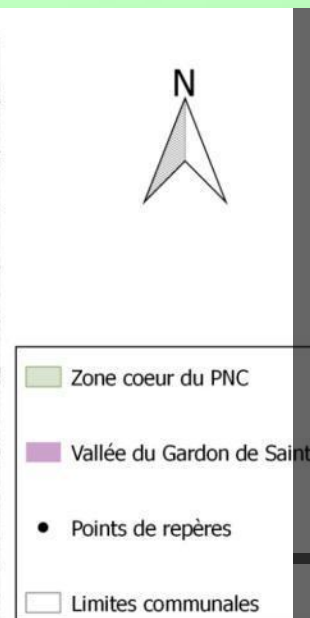 N
Zone coeur du PNC
Vallée du Gardon de Saint
Points de repères
Limites communales